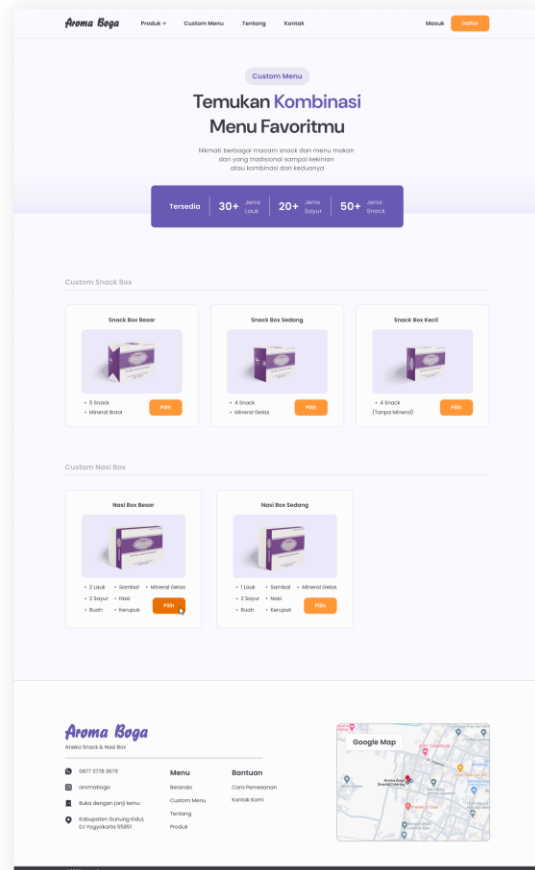 Aroma Boga
Produk
Custom Menu
Tentang
Kontak
Masuk
Daftar
Custom Menu
Temukan Kombinasi
Menu Favoritmu
Nikmati berbagai macam snack dan menu makan
dari yang tradisional sampai kekinian
atau kombinasi dari keduanya
Tersedia
30+ Jenis
Lauk
20+ Jenis
Sayur
50+ Jenis
Snack
Custom Snack Box
Snack Box Besar
• 5 Snack
• Mineral Botol
Pilih
Snack Box Sedang
• 4 Snack
• Mineral Gelas
Pilih
Snack Box Kecil
• 4 Snack
(Tanpa Mineral)
Pilih
Custom Nasi Box
Nasi Box Besar
• 2 Lauk • Sambal • Mineral Gelas
• 2 Sayur • Nasi
• Buah • Kerupuk
Pilih
Nasi Box Sedang
• 1 Lauk • Sambal • Mineral Gelas
• 2 Sayur • Nasi
• Buah • Kerupuk
Pilih
Aroma Boga
Aneka Snack & Nasi Box
0877 3778 3679
aromaboga
Buka dengan janji temu
Kabupaten Gunung Kidul,
DI Yogyakarta 55851
Menu
Beranda
Custom Menu
Tentang
Produk
Bantuan
Cara Pemesanan
Kontak Kami
Google Map
Aroma Boga
Snack&Catering